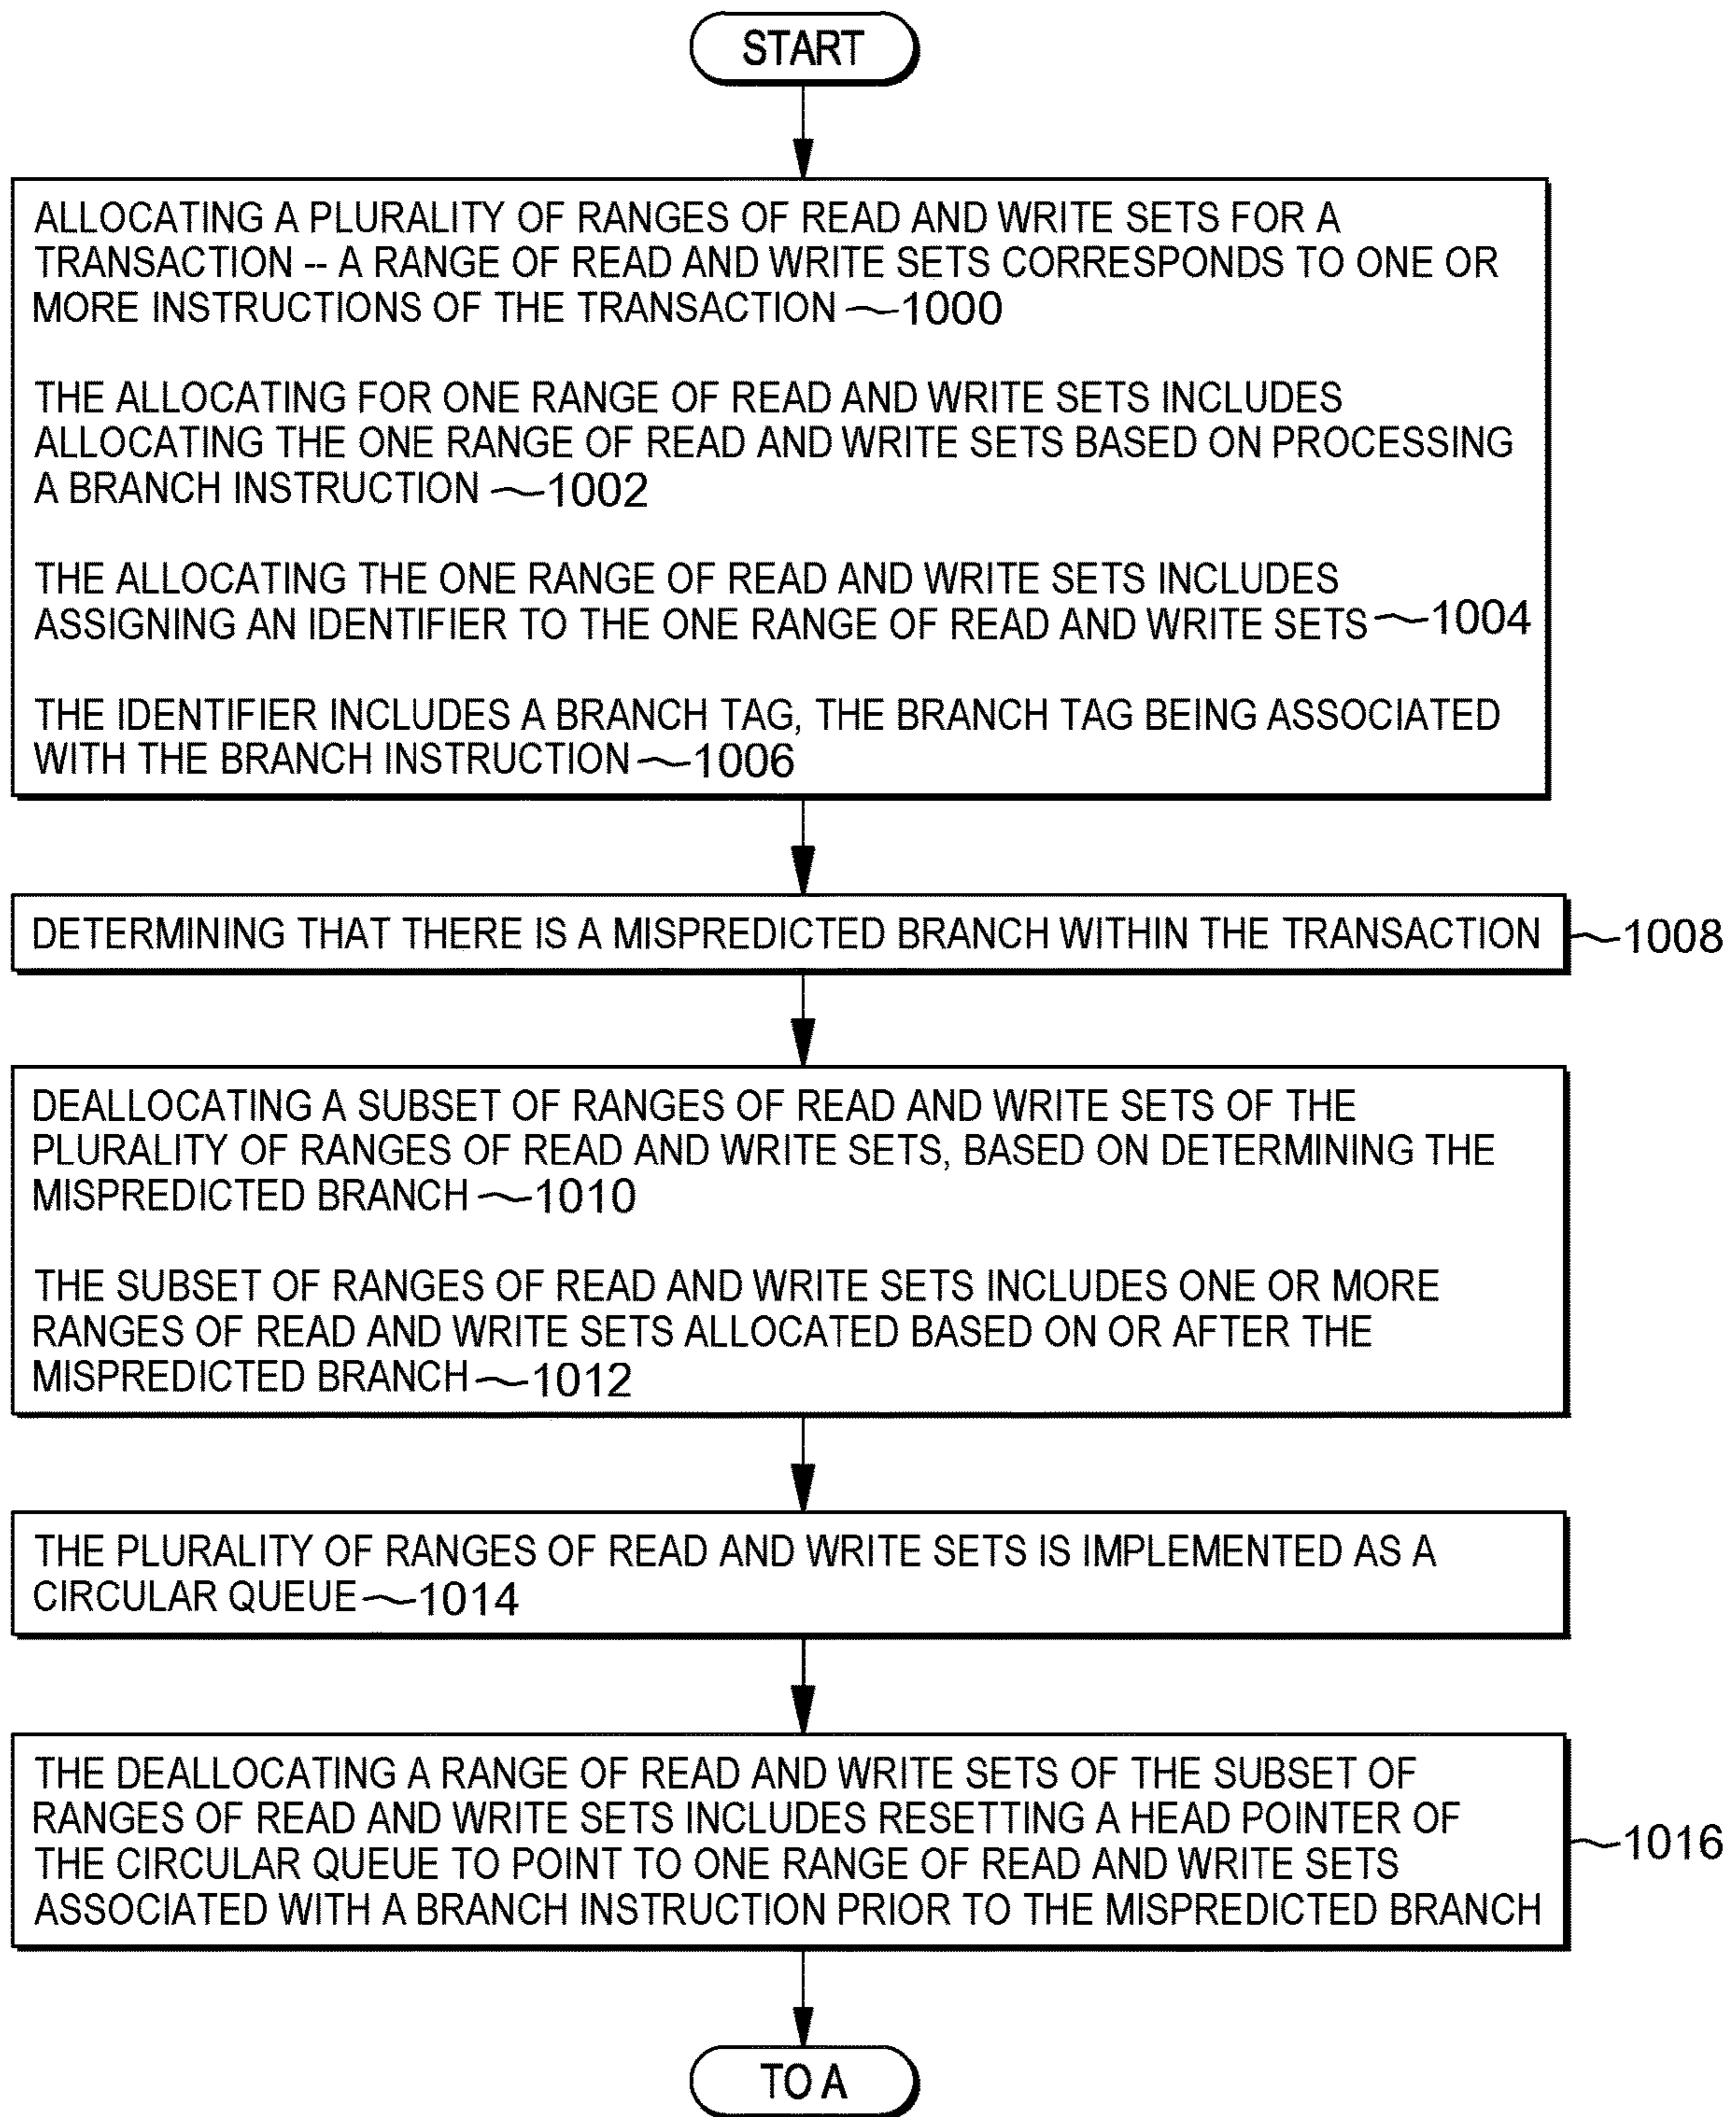 START
ALLOCATING A PLURALITY OF RANGES OF READ AND WRITE SETS FOR A
TRANSACTION -- A RANGE OF READ AND WRITE SETS CORRESPONDS TO ONE OR
MORE INSTRUCTIONS OF THE TRANSACTION 1000
THE ALLOCATING FOR ONE RANGE OF READ AND WRITE SETS INCLUDES
ALLOCATING THE ONE RANGE OF READ AND WRITE SETS BASED ON PROCESSING
A BRANCH INSTRUCTION 1002
THE ALLOCATING THE ONE RANGE OF READ AND WRITE SETS INCLUDES
ASSIGNING AN IDENTIFIER TO THE ONE RANGE OF READ AND WRITE SETS 1004
THE IDENTIFIER INCLUDES A BRANCH TAG, THE BRANCH TAG BEING ASSOCIATED
WITH THE BRANCH INSTRUCTION 1006
DETERMINING THAT THERE IS A MISPREDICTED BRANCH WITHIN THE TRANSACTION 1008
DEALLOCATING A SUBSET OF RANGES OF READ AND WRITE SETS OF THE
PLURALITY OF RANGES OF READ AND WRITE SETS, BASED ON DETERMINING THE
MISPREDICTED BRANCH 1010
THE SUBSET OF RANGES OF READ AND WRITE SETS INCLUDES ONE OR MORE
RANGES OF READ AND WRITE SETS ALLOCATED BASED ON OR AFTER THE
MISPREDICTED BRANCH 1012
THE PLURALITY OF RANGES OF READ AND WRITE SETS IS IMPLEMENTED AS A
CIRCULAR QUEUE 1014
THE DEALLOCATING A RANGE OF READ AND WRITE SETS OF THE SUBSET OF
RANGES OF READ AND WRITE SETS INCLUDES RESETTING A HEAD POINTER OF
THE CIRCULAR QUEUE TO POINT TO ONE RANGE OF READ AND WRITE SETS 1016
ASSOCIATED WITH A BRANCH INSTRUCTION PRIOR TO THE MISPREDICTED BRANCH
TO A